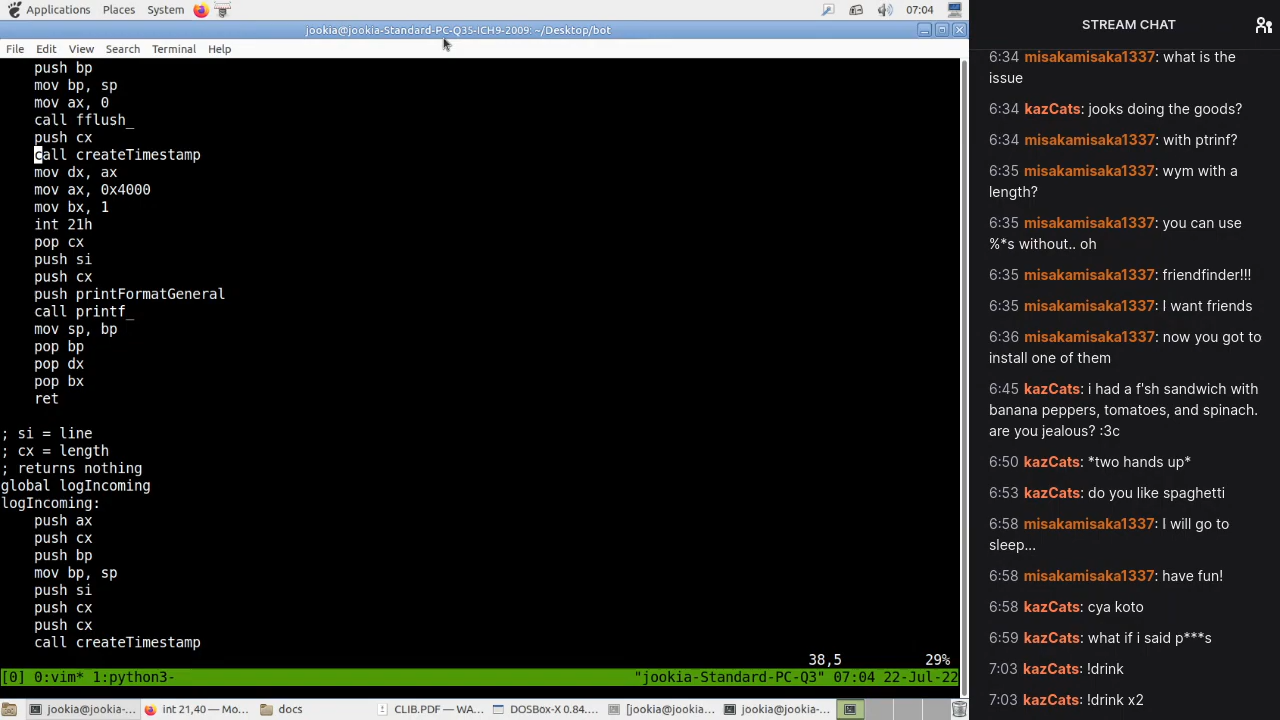 Applications Places System 07:04
jookia@jookia-Standard-PC-Q35-ICH9-2009: ~/Desktop/bot
File Edit View Search Terminal Help
push bp
mov bp, sp
mov ax, 0
call fflush_
push cx
call createTimestamp
mov dx, ax
mov ax, 0x4000
mov bx, 1
int 21h
pop cx
push si
push cx
push printFormatGeneral
call printf_
mov sp, bp
pop bp
pop dx
pop bx
ret
; si = line
; cx = length
; returns nothing
global logIncoming
logIncoming:
push ax
push cx
push bp
mov bp, sp
push si
push cx
push cx
call createTimestamp
38,5 29%
[0] 0:vim* 1:python3- "jookia-Standard-PC-Q3" 07:04 22-Jul-22
jookia@jookia-... int 21,40 — Mo... docs CLIB.PDF — WA... DOSBox-X 0.84.... [jookia@jookia... jookia@jookia-...
STREAM CHAT
6:34 misakamisaka1337: what is the
issue
6:34 kazCats: jooks doing the goods?
6:34 misakamisaka1337: with ptrinf?
6:35 misakamisaka1337: wym with a
length?
6:35 misakamisaka1337: you can use
%*s without.. oh
6:35 misakamisaka1337: friendfinder!!!
6:35 misakamisaka1337: I want friends
6:36 misakamisaka1337: now you got to
install one of them
6:45 kazCats: i had a f'sh sandwich with
banana peppers, tomatoes, and spinach.
are you jealous? :3c
6:50 kazCats: *two hands up*
6:53 kazCats: do you like spaghetti
6:58 misakamisaka1337: I will go to
sleep...
6:58 misakamisaka1337: have fun!
6:58 kazCats: cya koto
6:59 kazCats: what if i said p***s
7:03 kazCats: !drink
7:03 kazCats: !drink x2